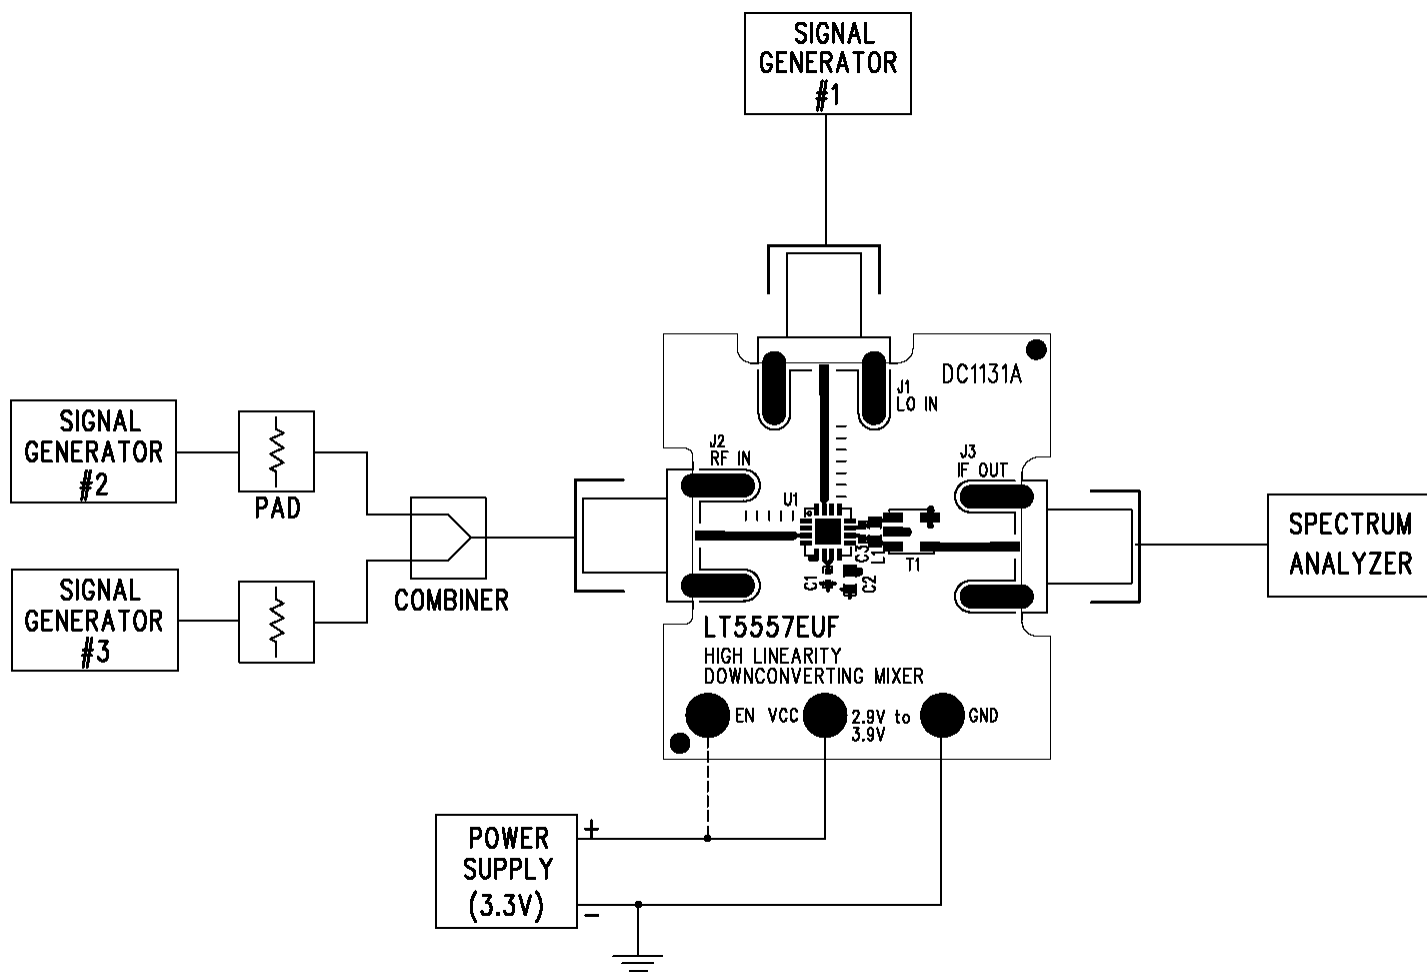 SIGNAL
GENERATOR
#1
DC1131A
J1
LO IN
SIGNAL
GENERATOR
#2
PAD
J2
RF IN
J3
IF OUT
U1
SPECTRUM
ANALYZER
SIGNAL
GENERATOR
#3
COMBINER
C1
C2
C3
L1
T1
LT5557EUF
HIGH LINEARITY
DOWNCONVERTING MIXER
EN
VCC
2.9V to
3.9V
GND
POWER
SUPPLY
(3.3V)
+
−